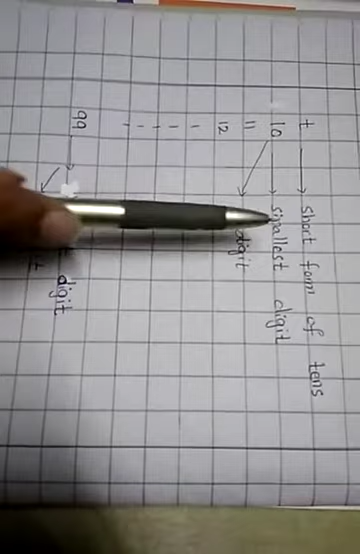 t → short form of tens
10 → smallest digit
11 digit
12
-
-
-
-
-
99 → digit